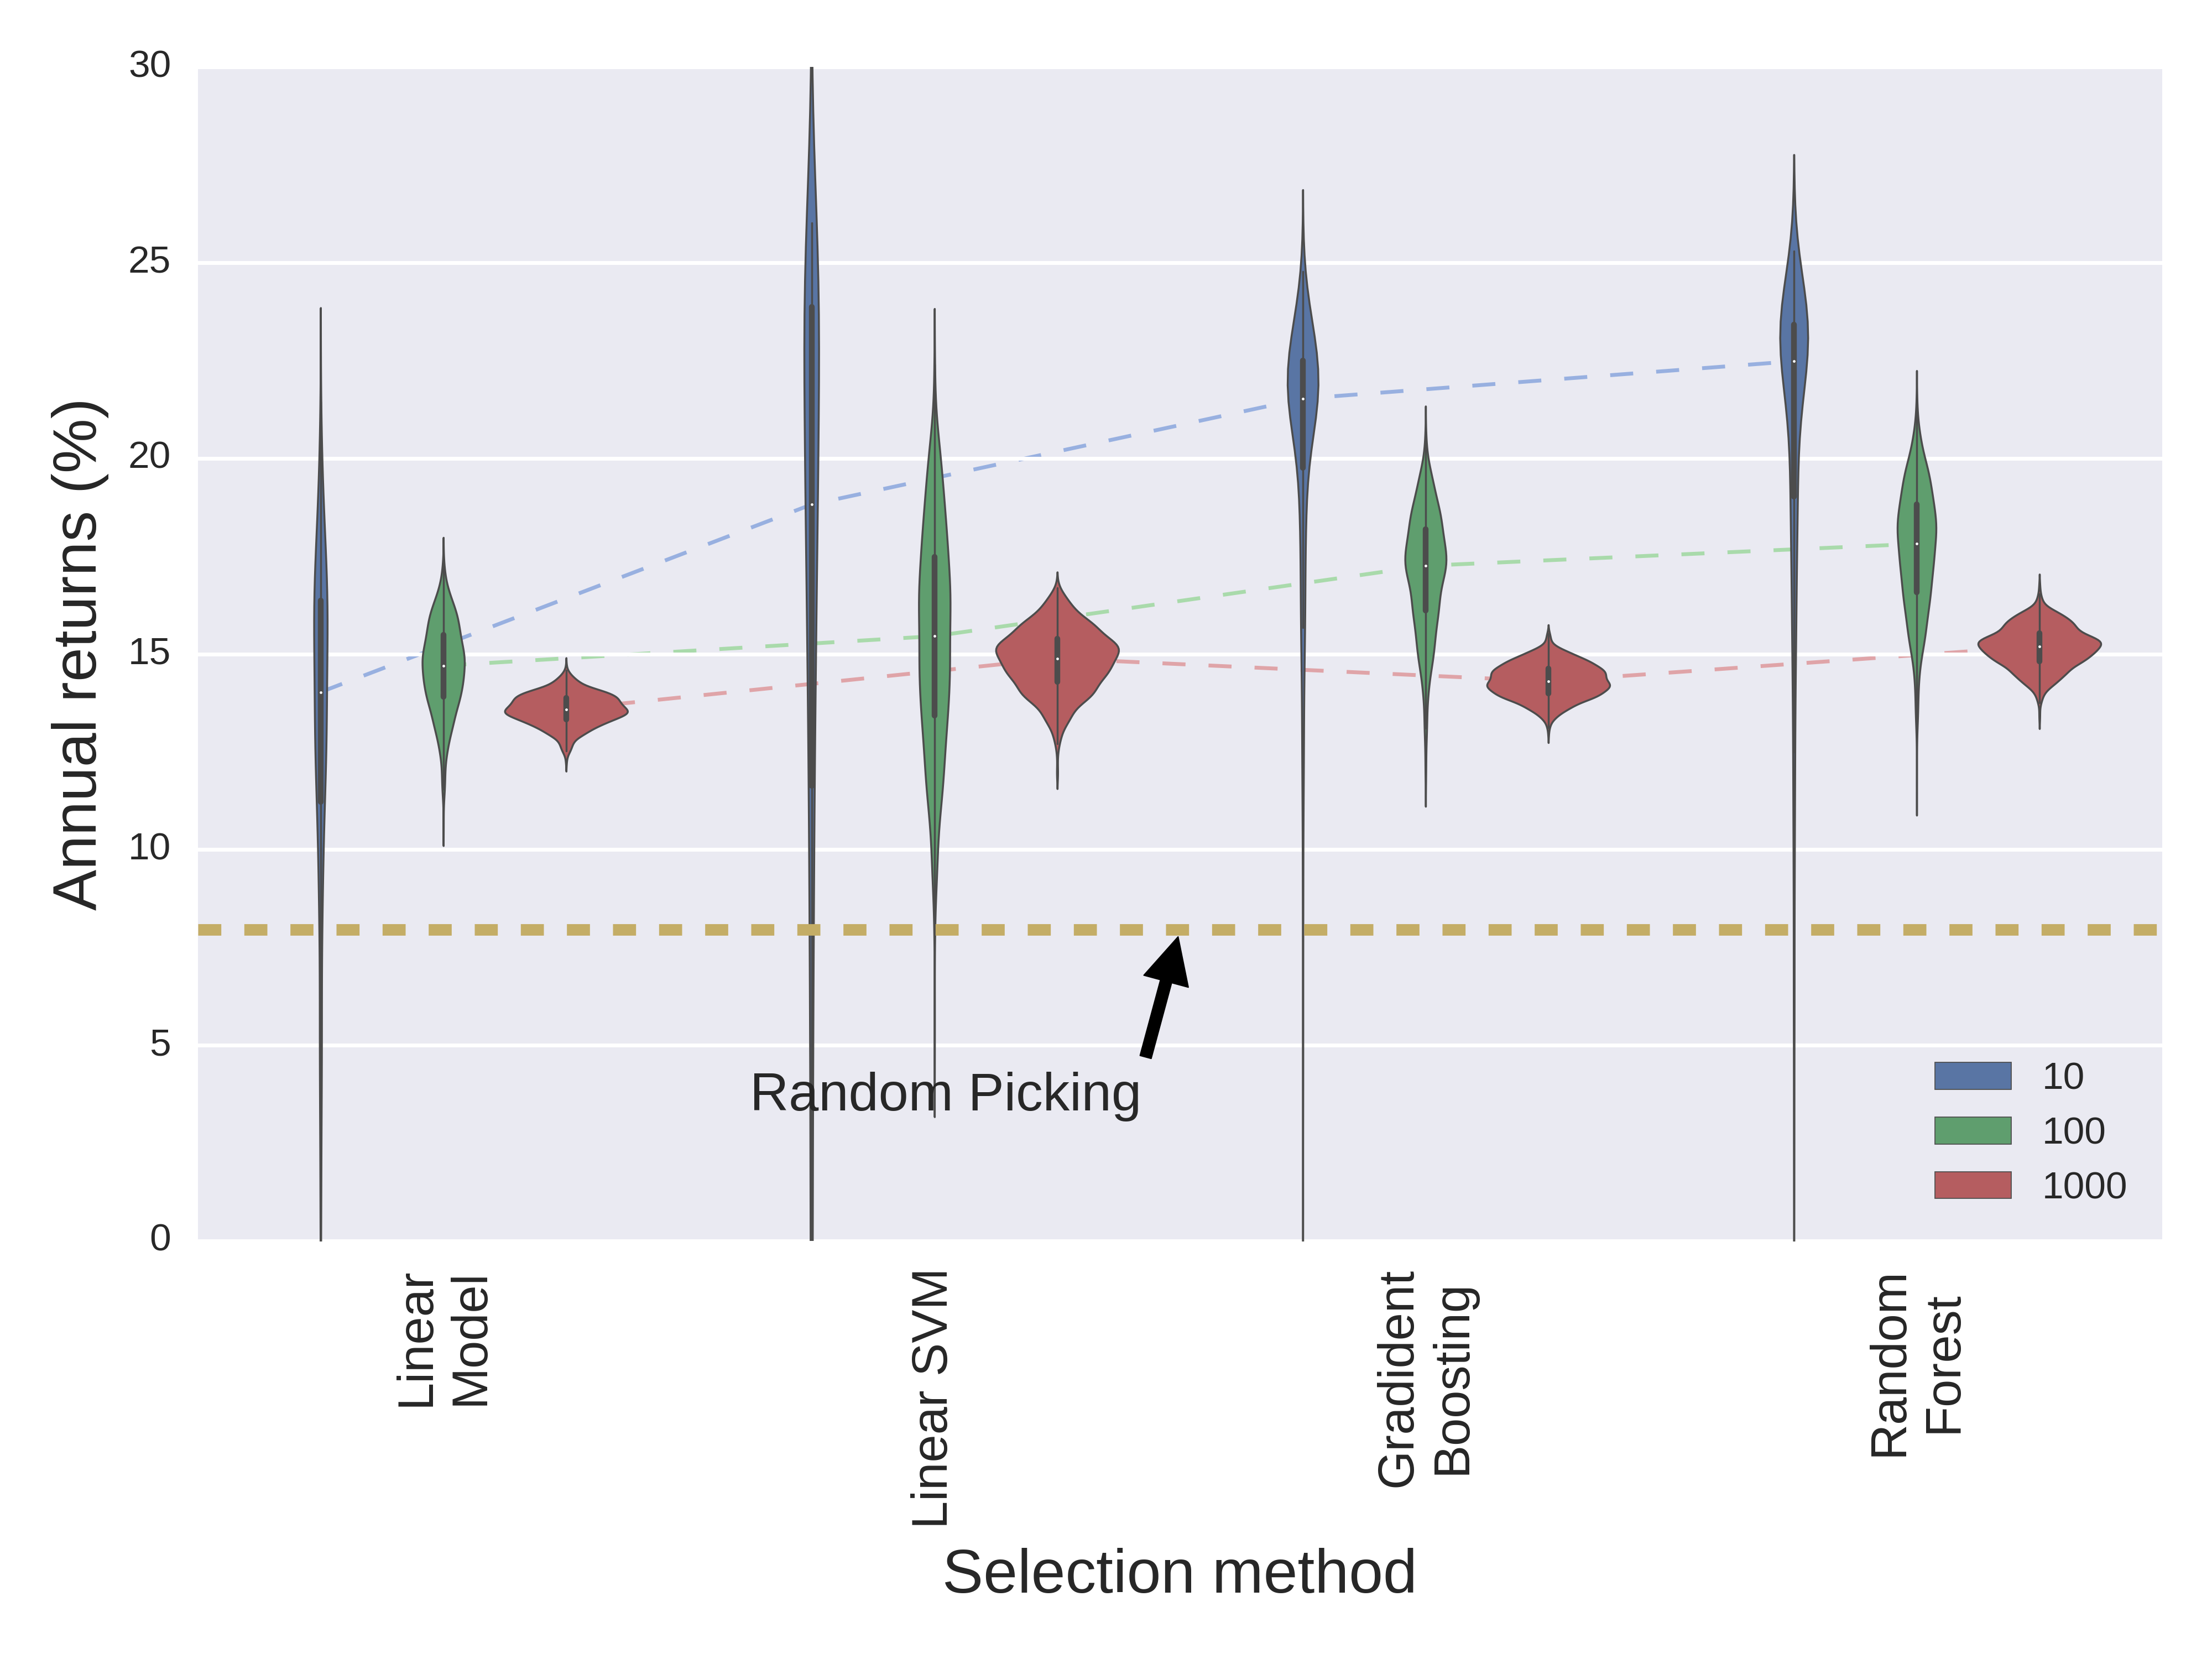 30
25
20
15
10
5
0
Annual returns (%)
Random Picking
10
100
1000
Linear
Model
Linear SVM
Gradident
Boosting
Random
Forest
Selection method